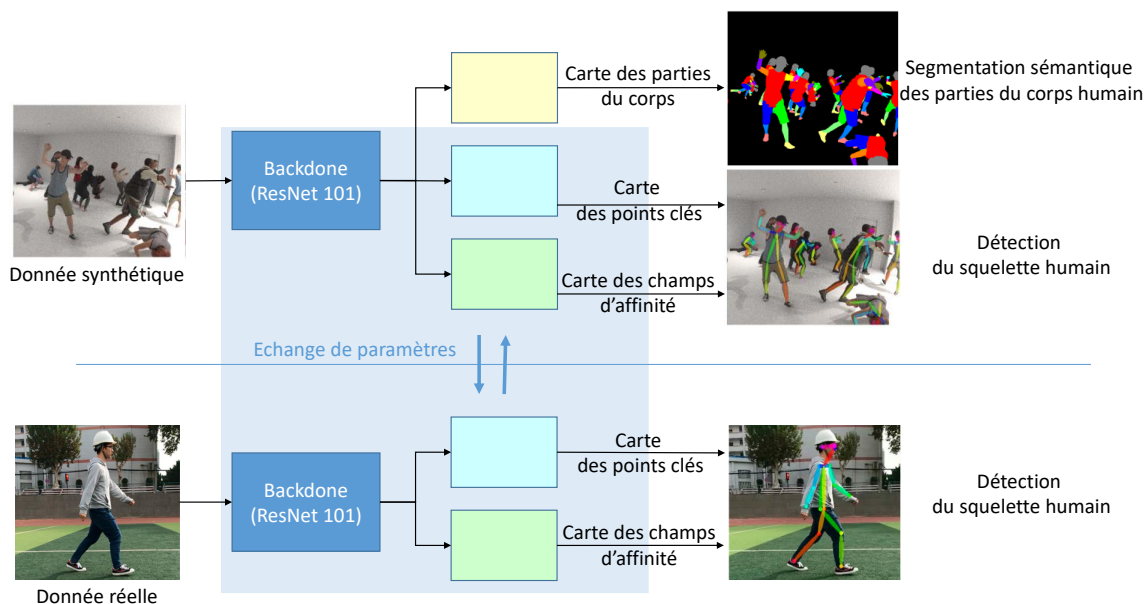 Carte des parties
du corps
Segmentation sémantique
des parties du corps humain
Backdone
(ResNet 101)
Carte
des points clés
Donnée synthétique
Détection
du squelette humain
Carte des champs
d'affinité
Echange de paramètres
Carte
des points clés
Backdone
(ResNet 101)
Détection
du squelette humain
Carte des champs
d'affinité
Donnée réelle